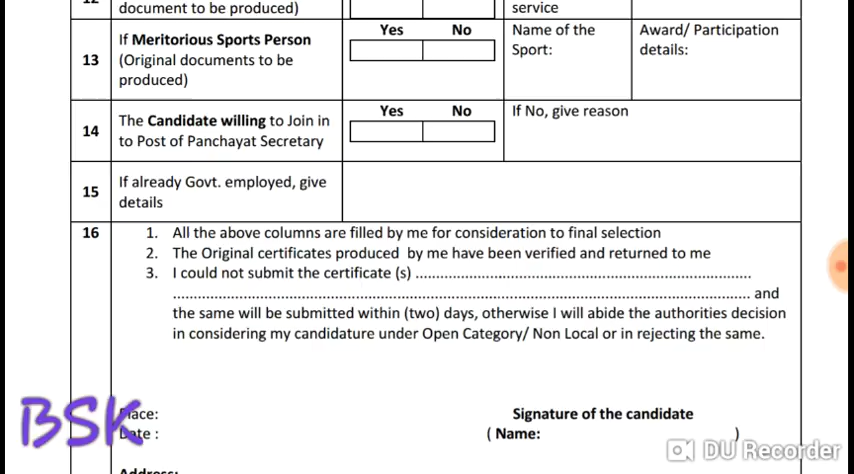 12 document to be produced) service
13 If Meritorious Sports Person (Original documents to be produced) Yes No Name of the Sport: Award/ Participation details:
14 The Candidate willing to Join in to Post of Panchayat Secretary Yes No If No, give reason
15 If already Govt. employed, give details
16 1. All the above columns are filled by me for consideration to final selection
2. The Original certificates produced by me have been verified and returned to me
3. I could not submit the certificate (s) ................................................................................
................................................................................ and
the same will be submitted within (two) days, otherwise I will abide the authorities decision
in considering my candidature under Open Category/ Non Local or in rejecting the same.
Place: Signature of the candidate
Date : ( Name: )
Address:
BSK
DU Recorder